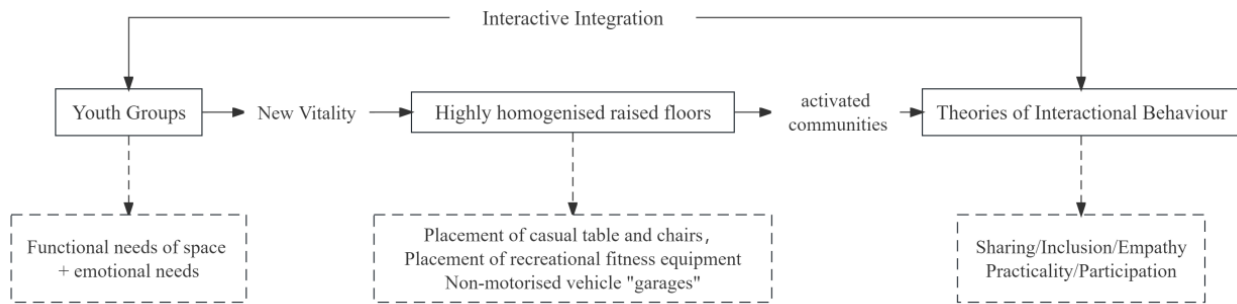 Interactive Integration
Youth Groups
New Vitality
Highly homogenised raised floors
activated
communities
Theories of Interactional Behaviour
Functional needs of space
+ emotional needs
Placement of casual table and chairs,
Placement of recreational fitness equipment
Non-motorised vehicle "garages"
Sharing/Inclusion/Empathy
Practicality/Participation